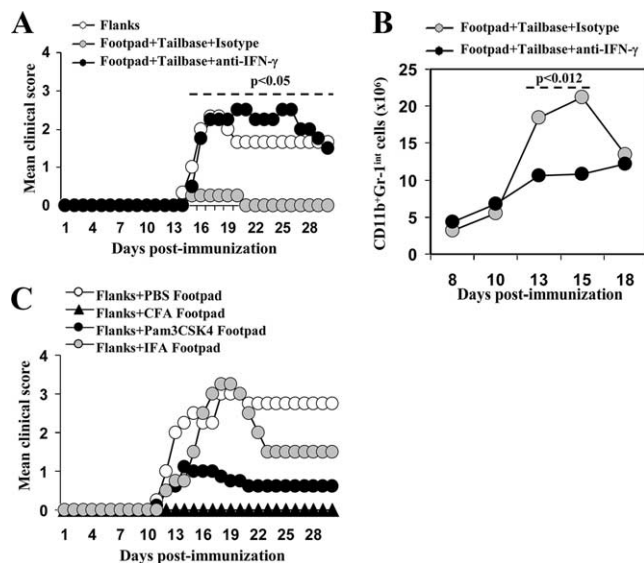 A
Flanks
Footpad+Tailbase+Isotype
Footpad+Tailbase+anti-IFN-γ
4
3
2
1
0
p<0.05
Mean clinical score
1 4 7 10 13 16 19 22 25 28
Days post-immunization
B
Footpad+Tailbase+Isotype
Footpad+Tailbase+anti-IFN-γ
p<0.012
25
20
15
10
5
0
CD11b⁺Gr-1ⁱⁿᵗ cells (x10⁶)
8 10 13 15 18
Days post-immunization
C
Flanks+PBS Footpad
Flanks+CFA Footpad
Flanks+Pam3CSK4 Footpad
Flanks+IFA Footpad
4
3
2
1
0
Mean clinical score
1 4 7 10 13 16 19 22 25 28
Days post-immunization